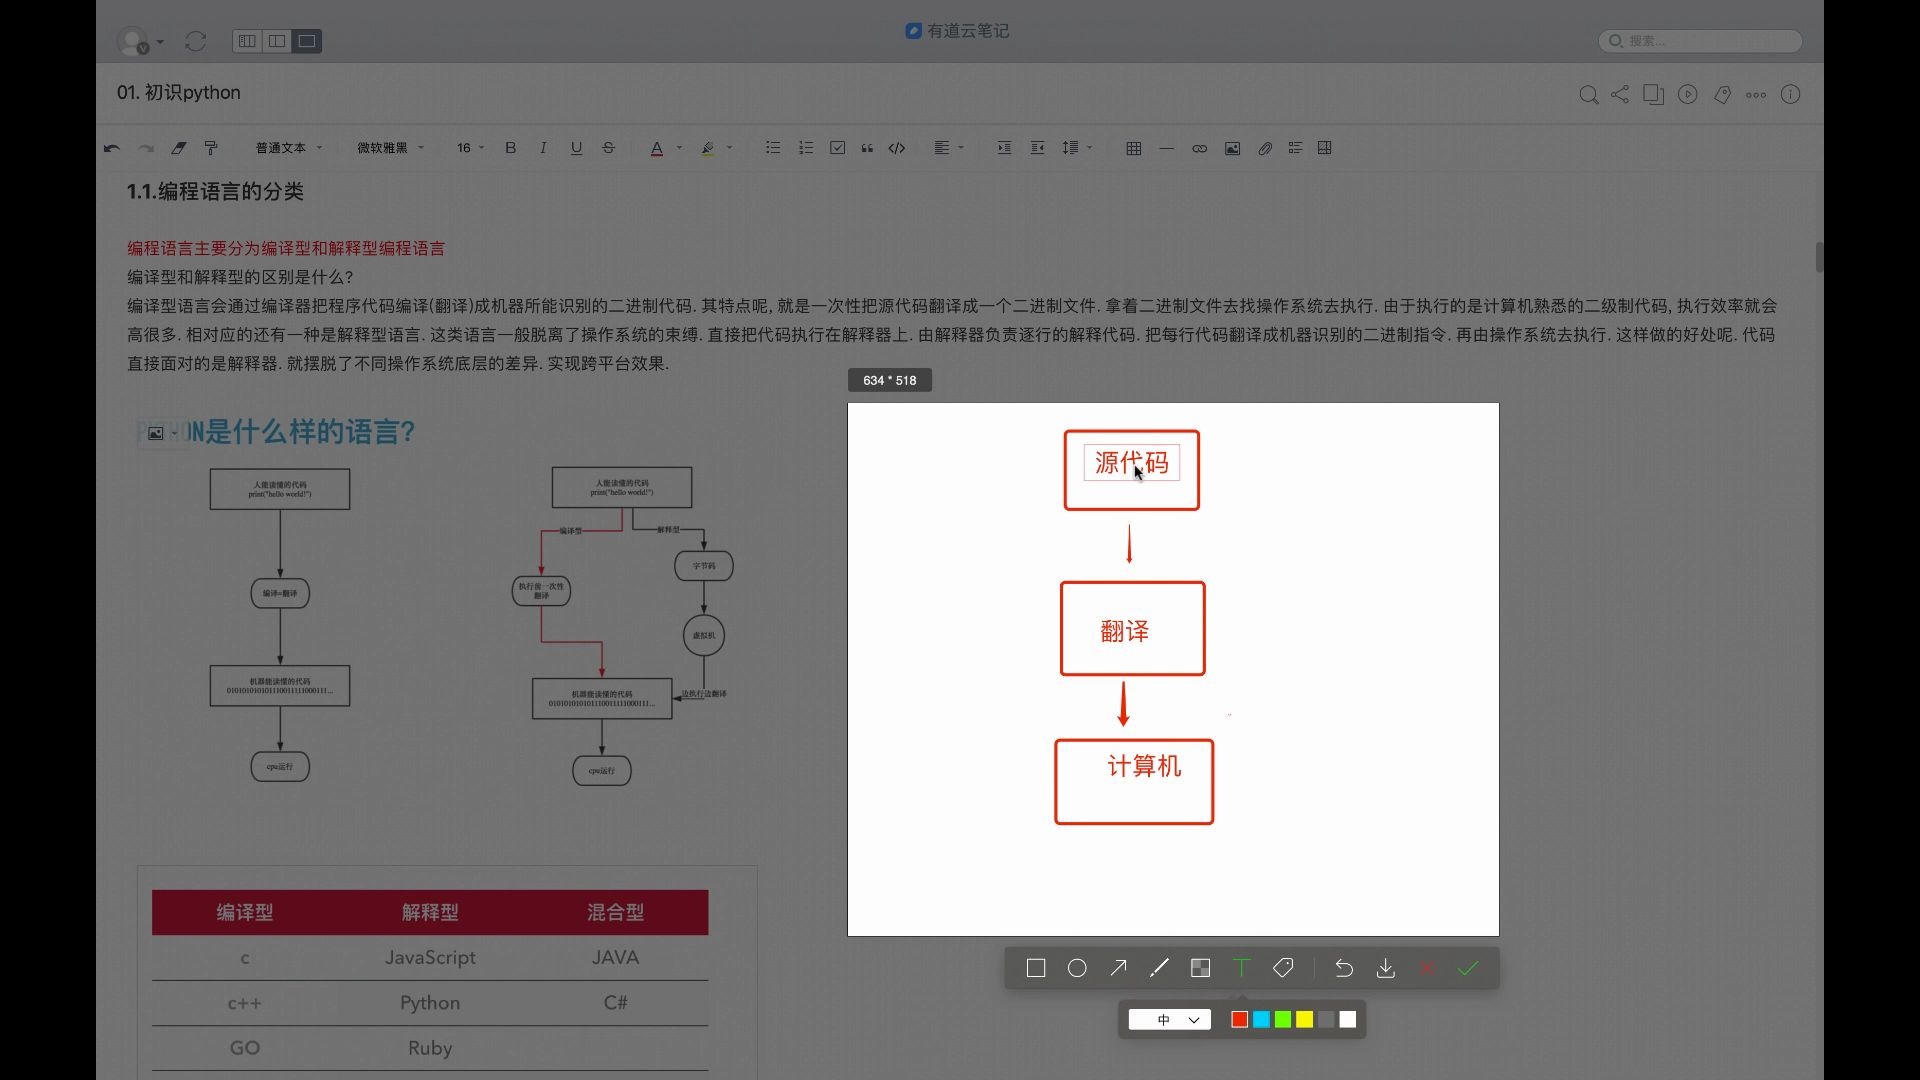 有道云笔记
搜索...
01. 初识python
普通文本
微软雅黑
16
B I U S A
1.1.编程语言的分类
编程语言主要分为编译型和解释型编程语言
编译型和解释型的区别是什么?
编译型语言会通过编译器把程序代码编译(翻译)成机器所能识别的二进制代码. 其特点呢, 就是一次性把源代码翻译成一个二进制文件. 拿着二进制文件去找操作系统去执行. 由于执行的是计算机熟悉的二级制代码, 执行效率就会
高很多. 相对应的还有一种是解释型语言. 这类语言一般脱离了操作系统的束缚. 直接把代码执行在解释器上. 由解释器负责逐行的解释代码. 把每行代码翻译成机器识别的二进制指令. 再由操作系统去执行. 这样做的好处呢. 代码
直接面对的是解释器. 就摆脱了不同操作系统底层的差异. 实现跨平台效果.
PYTHON是什么样的语言?
人能读懂的代码
print("hello world!")
编译=翻译
机器能读懂的代码
cpu运行
人能读懂的代码
print("hello world!")
编译型
解释型
字节码
执行前一次性
翻译
虚拟机
机器能读懂的代码
边执行边翻译
cpu运行
634 * 518
源代码
翻译
计算机
中
编译型 解释型 混合型
c JavaScript JAVA
c++ Python C#
GO Ruby